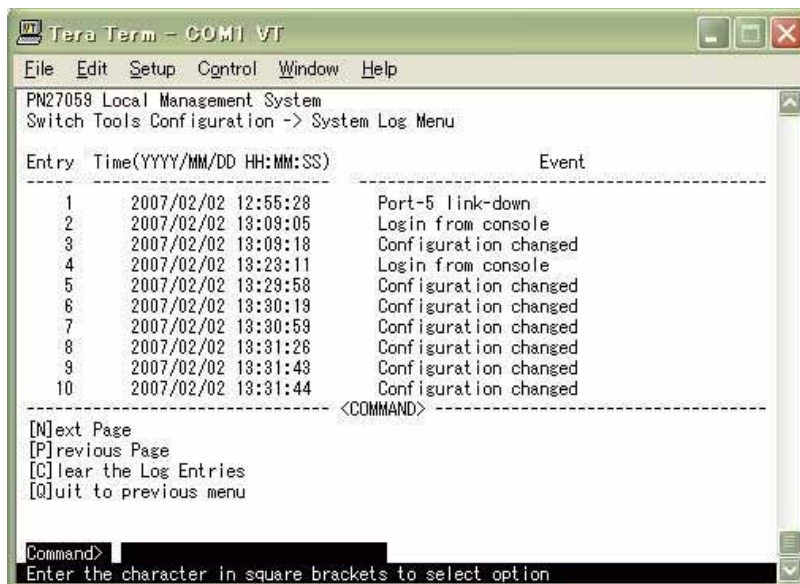 Tera Term - COM1 VT
File Edit Setup Control Window Help
PN27059 Local Management System
Switch Tools Configuration -> System Log Menu
Entry Time(YYYY/MM/DD HH:MM:SS) Event
----- ------------------------ ----------------------------------------
1 2007/02/02 12:55:28 Port-5 link-down
2 2007/02/02 13:09:05 Login from console
3 2007/02/02 13:09:18 Configuration changed
4 2007/02/02 13:23:11 Login from console
5 2007/02/02 13:29:58 Configuration changed
6 2007/02/02 13:30:19 Configuration changed
7 2007/02/02 13:30:59 Configuration changed
8 2007/02/02 13:31:26 Configuration changed
9 2007/02/02 13:31:43 Configuration changed
10 2007/02/02 13:31:44 Configuration changed
------------------------------ <COMMAND> ---------------------------------
[N]ext Page
[P]revious Page
[C]lear the Log Entries
[Q]uit to previous menu
Command>
Enter the character in square brackets to select option